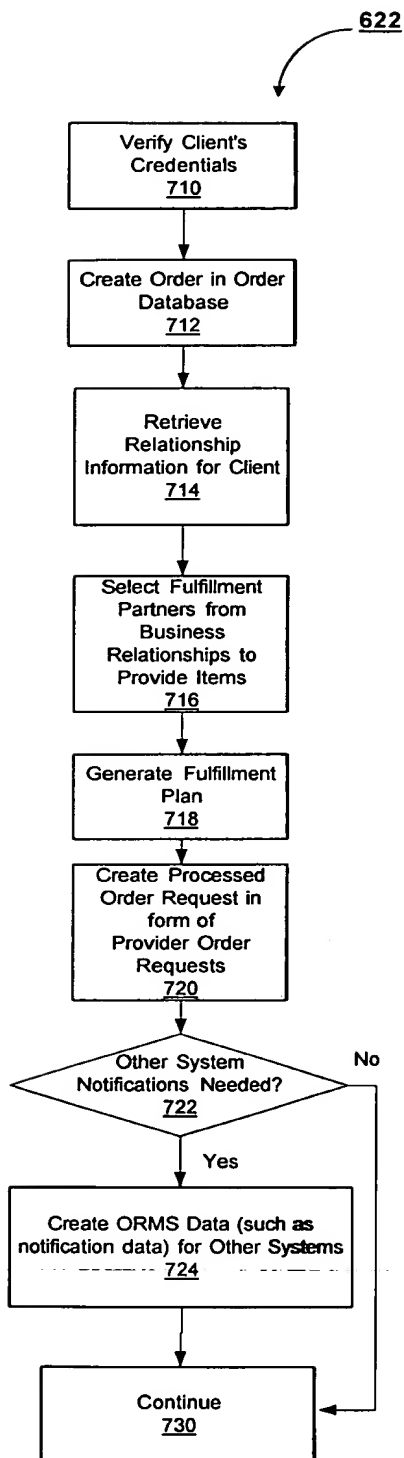 622
Verify Client's
Credentials
710
Create Order in Order
Database
712
Retrieve
Relationship
Information for Client
714
Select Fulfillment
Partners from
Business
Relationships to
Provide Items
716
Generate Fulfillment
Plan
718
Create Processed
Order Request in
form of
Provider Order
Requests
720
Other System
Notifications Needed?
722
No
Yes
Create ORMS Data (such as
notification data) for Other Systems
724
Continue
730